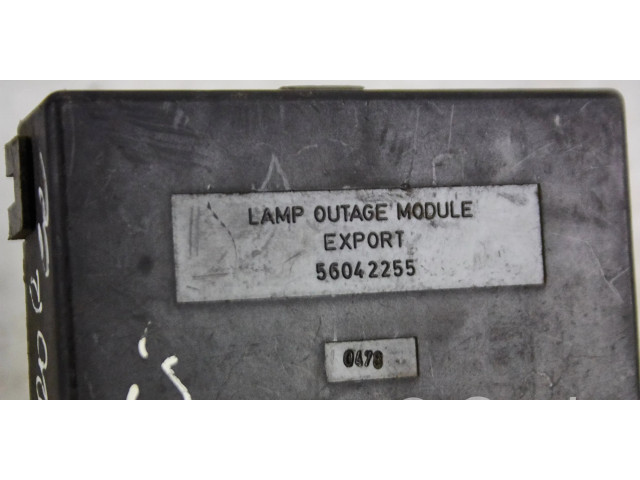 LAMP OUTAGE MODULE
EXPORT
56042255
0478